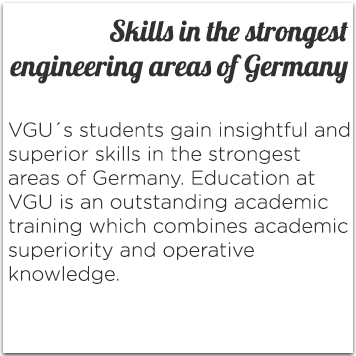 Skills in the strongest
engineering areas of Germany
VGU´s students gain insightful and
superior skills in the strongest
areas of Germany. Education at
VGU is an outstanding academic
training which combines academic
superiority and operative
knowledge.